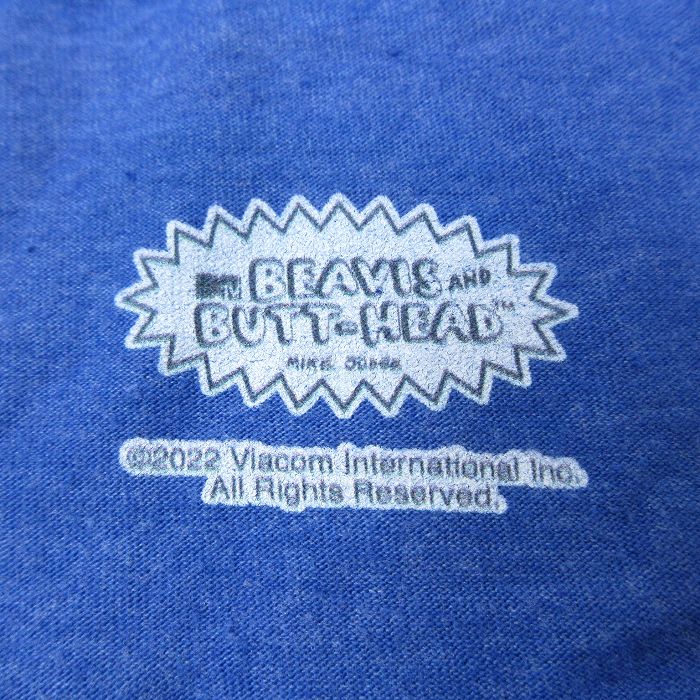 MTV BEAVIS AND
BUTT-HEAD™
MIKE JUDGE
©2022 Viacom International Inc.
All Rights Reserved.